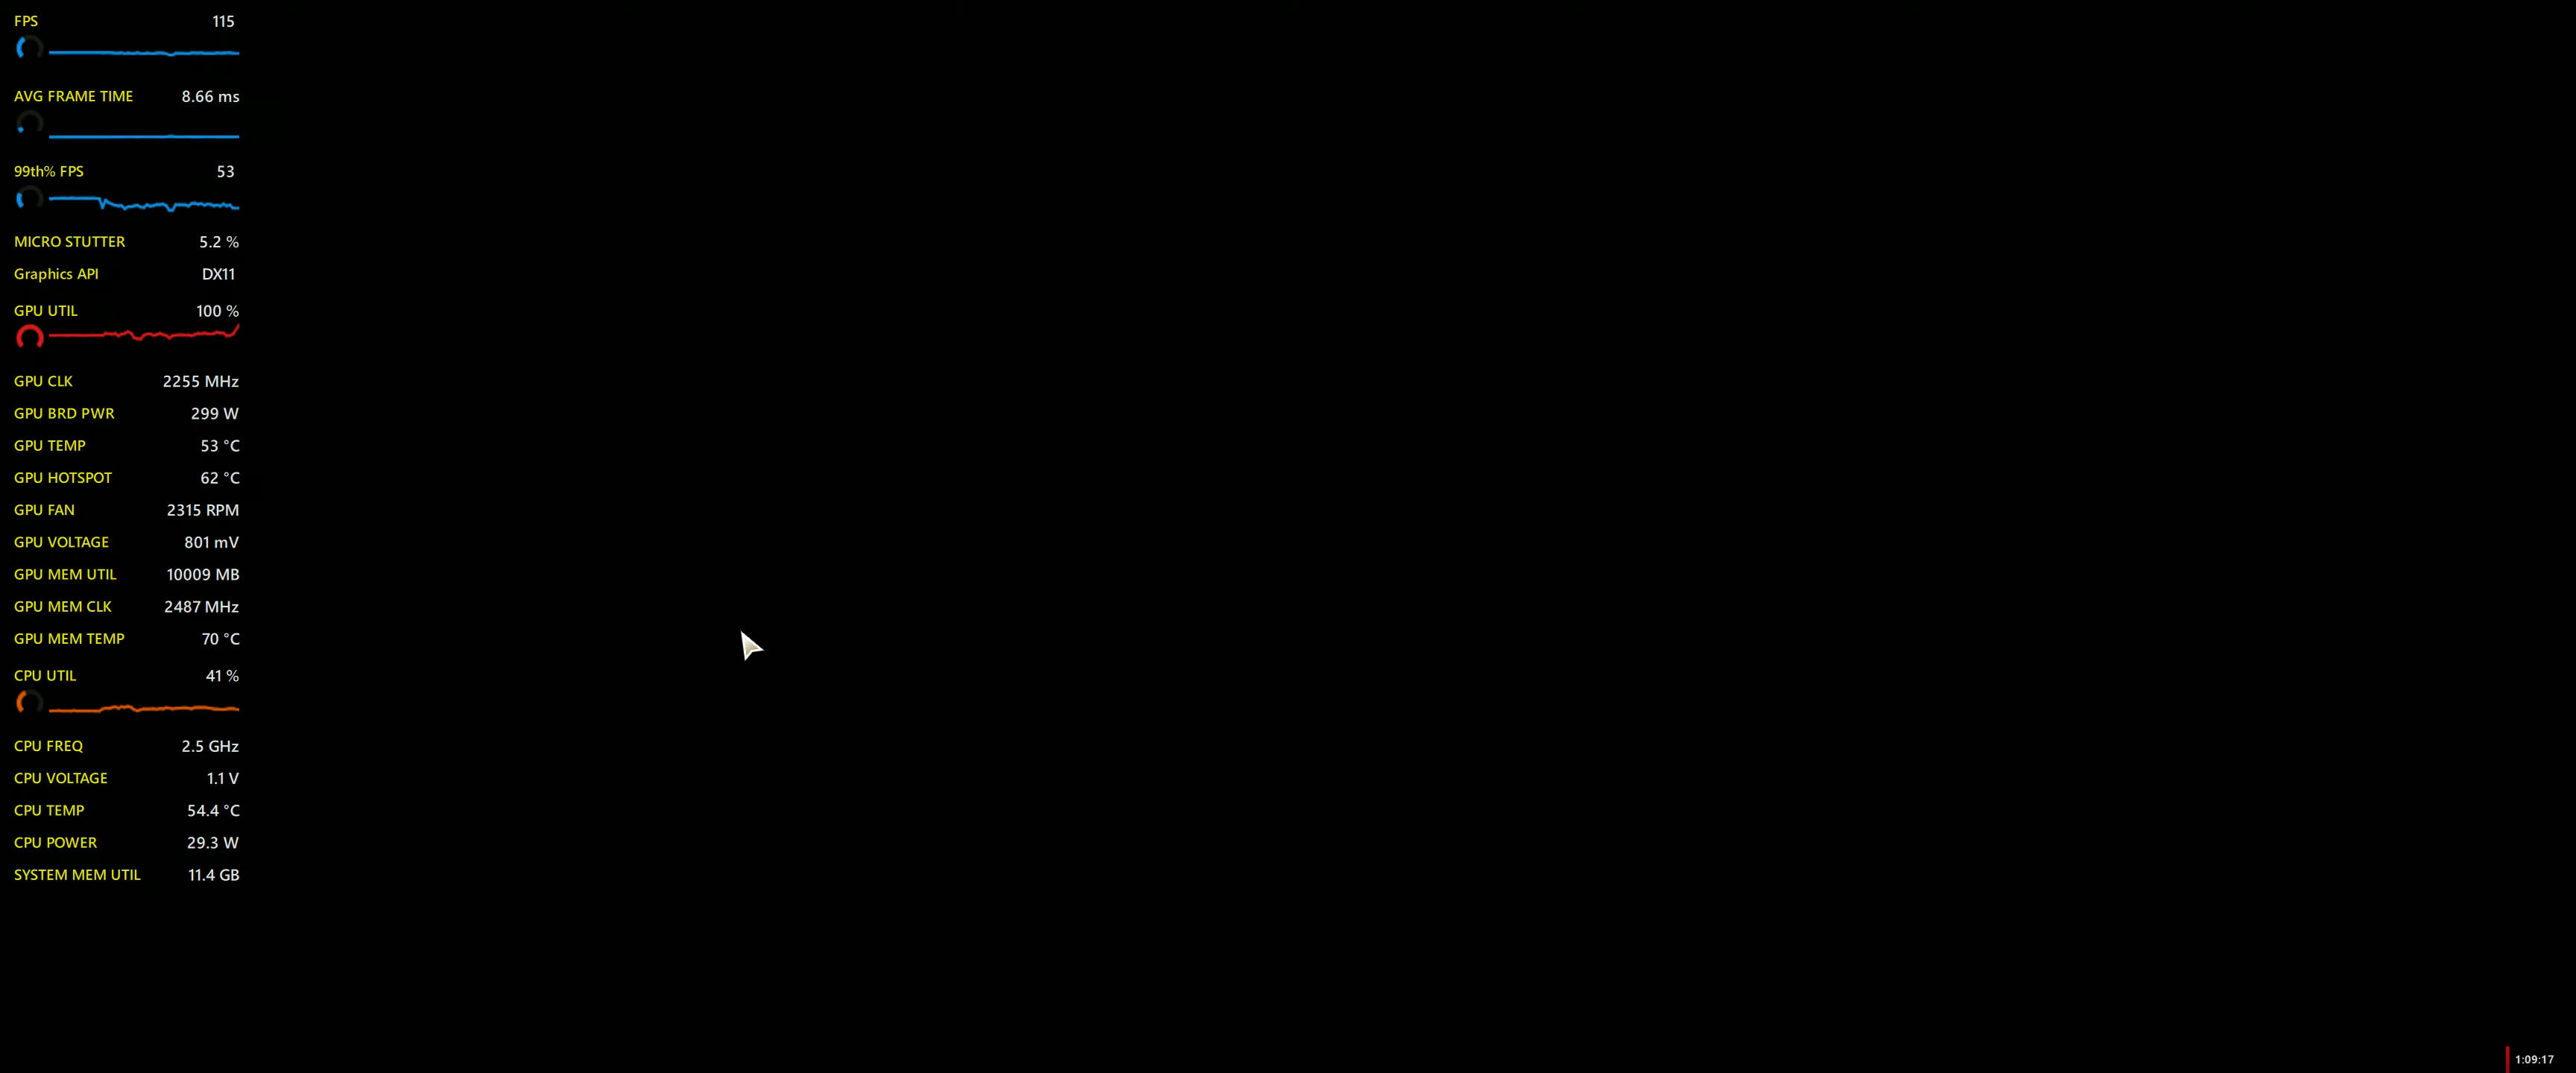 FPS 115
AVG FRAME TIME 8.66 ms
99th% FPS 53
MICRO STUTTER 5.2 %
Graphics API DX11
GPU UTIL 100 %
GPU CLK 2255 MHz
GPU BRD PWR 299 W
GPU TEMP 53 °C
GPU HOTSPOT 62 °C
GPU FAN 2315 RPM
GPU VOLTAGE 801 mV
GPU MEM UTIL 10009 MB
GPU MEM CLK 2487 MHz
GPU MEM TEMP 70 °C
CPU UTIL 41 %
CPU FREQ 2.5 GHz
CPU VOLTAGE 1.1 V
CPU TEMP 54.4 °C
CPU POWER 29.3 W
SYSTEM MEM UTIL 11.4 GB
1:09:17